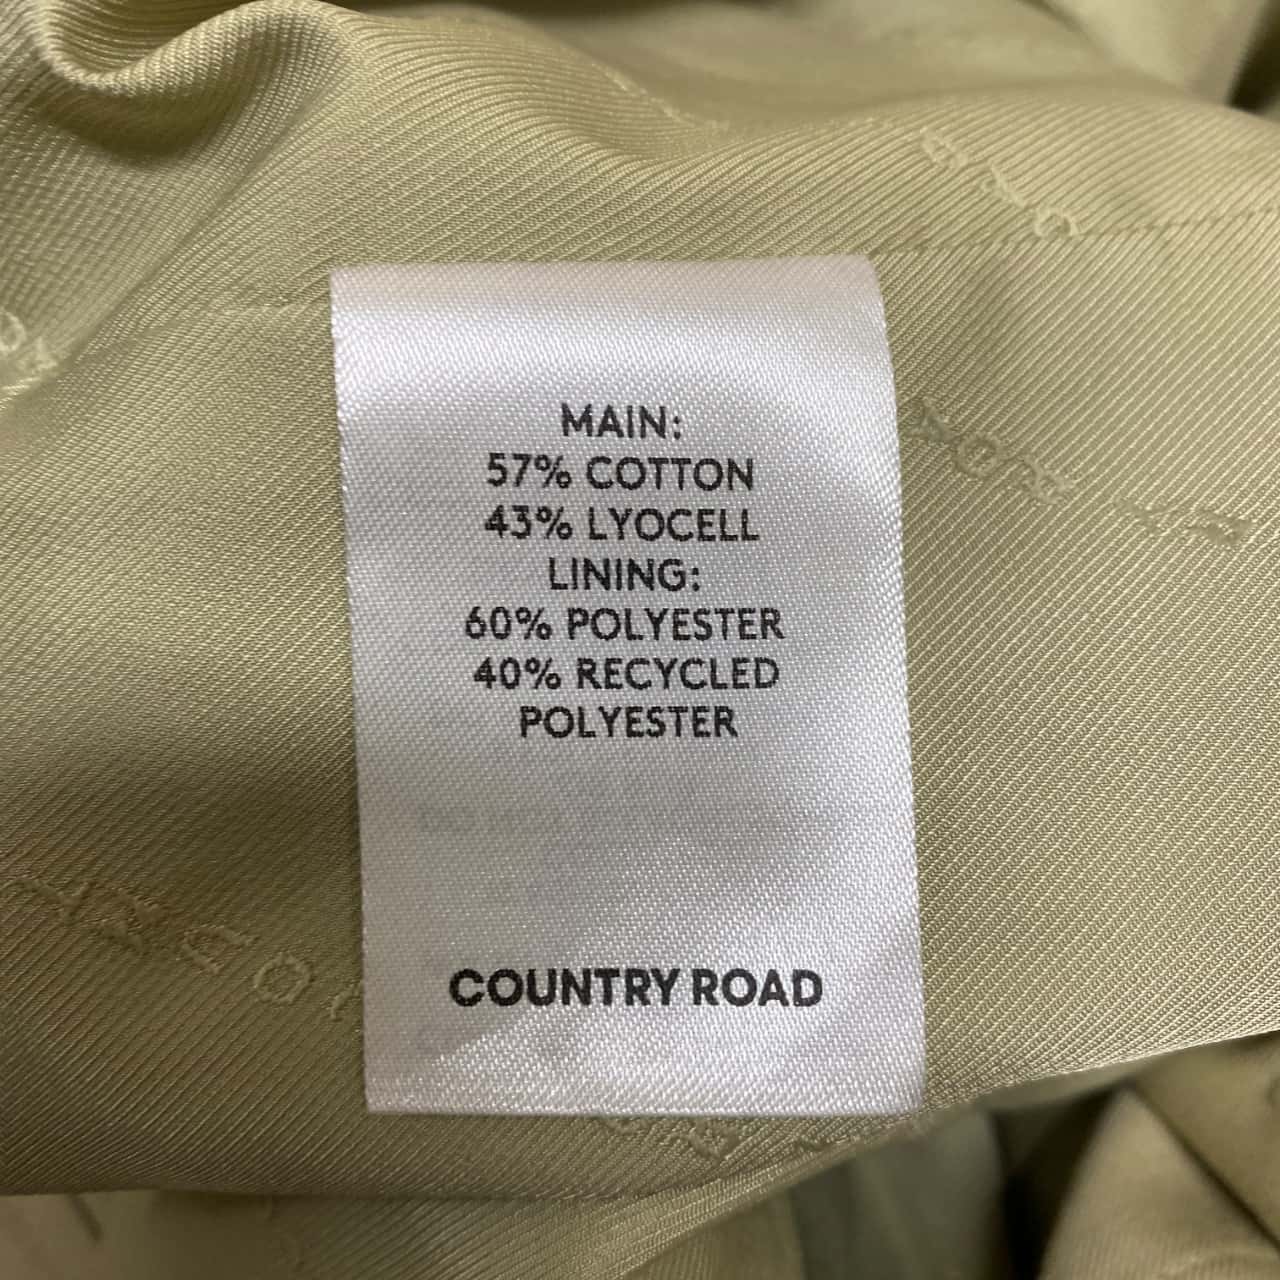 MAIN:
57% COTTON
43% LYOCELL
LINING:
60% POLYESTER
40% RECYCLED
POLYESTER
COUNTRY ROAD